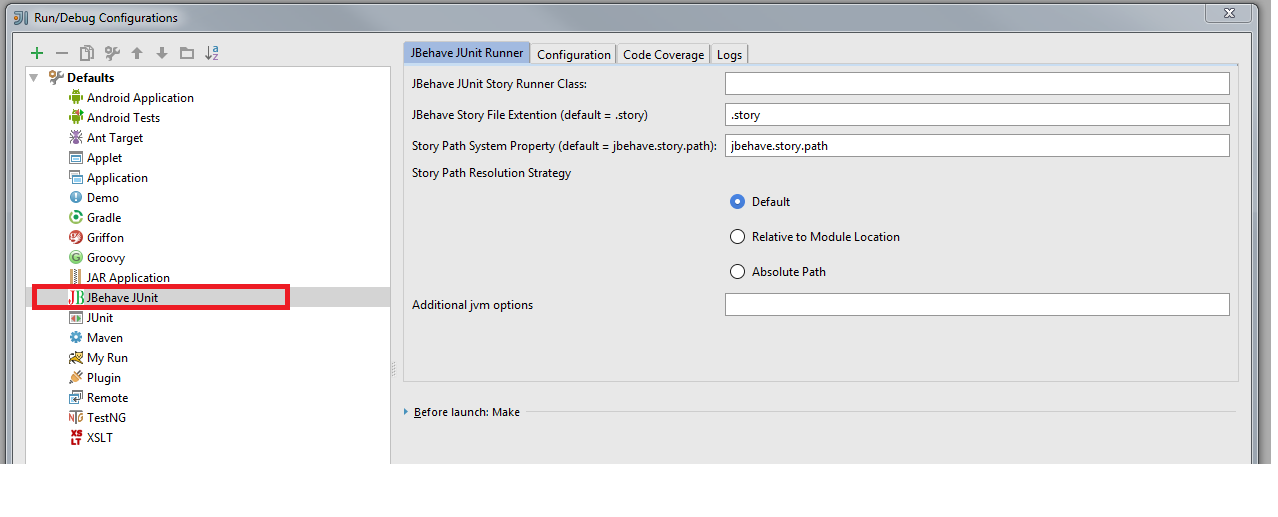 Run/Debug Configurations
Defaults
Android Application
Android Tests
Ant Target
Applet
Application
Demo
Gradle
Griffon
Groovy
JAR Application
JBehave JUnit
JUnit
Maven
My Run
Plugin
Remote
TestNG
XSLT
JBehave JUnit Runner Configuration Code Coverage Logs
JBehave JUnit Story Runner Class:
JBehave Story File Extention (default = .story) .story
Story Path System Property (default = jbehave.story.path): jbehave.story.path
Story Path Resolution Strategy
Default
Relative to Module Location
Absolute Path
Additional jvm options
Before launch: Make